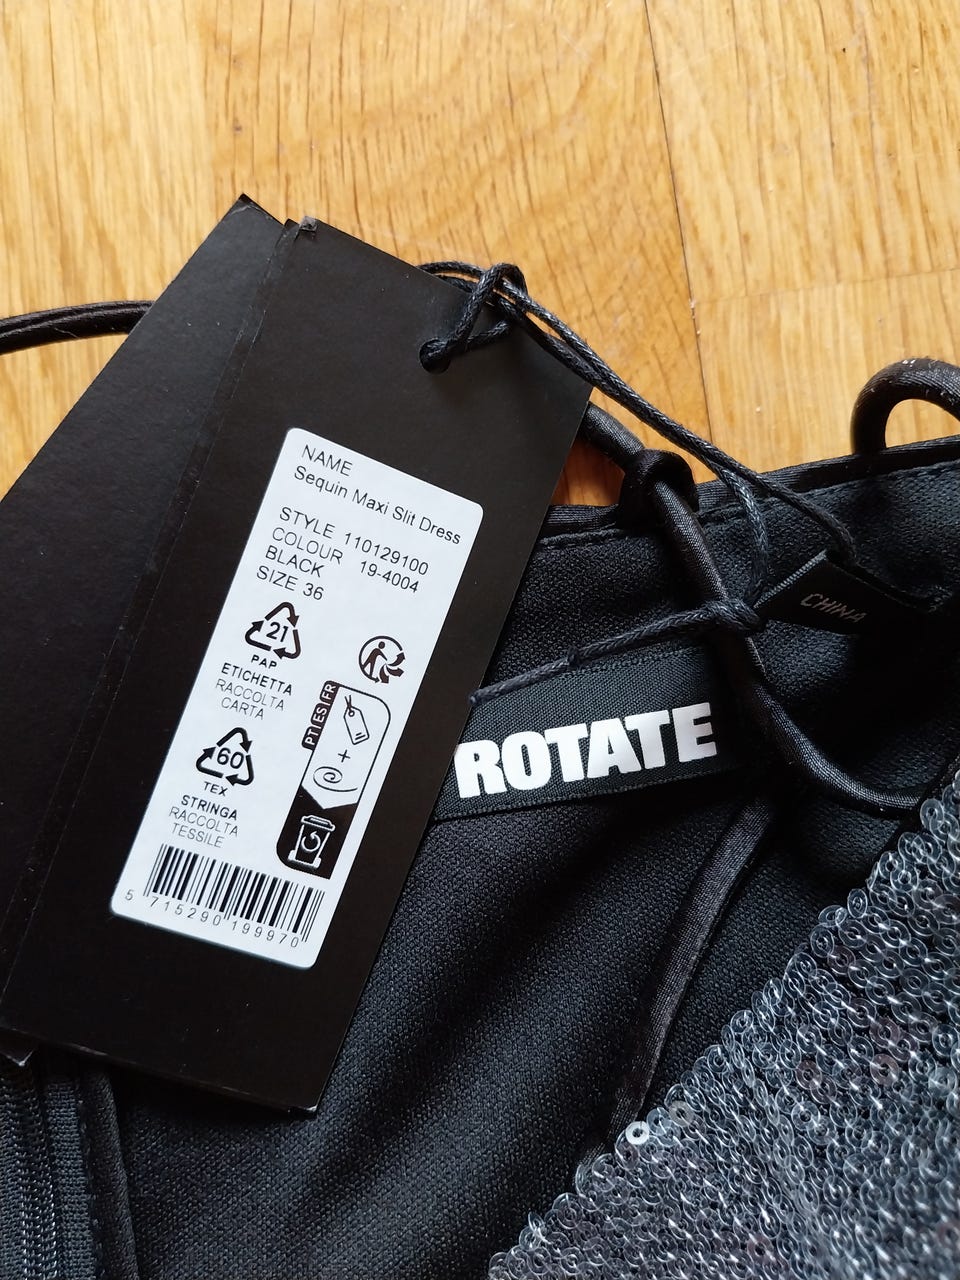 NAME
Sequin Maxi Slit Dress
STYLE 110129100
COLOUR 19-4004
BLACK
SIZE 36
21
PAP
ETICHETTA
RACCOLTA
CARTA
PT|ES|FR
+
60
TEX
STRINGA
RACCOLTA
TESSILE
5 715290 199970
CHINA
ROTATE